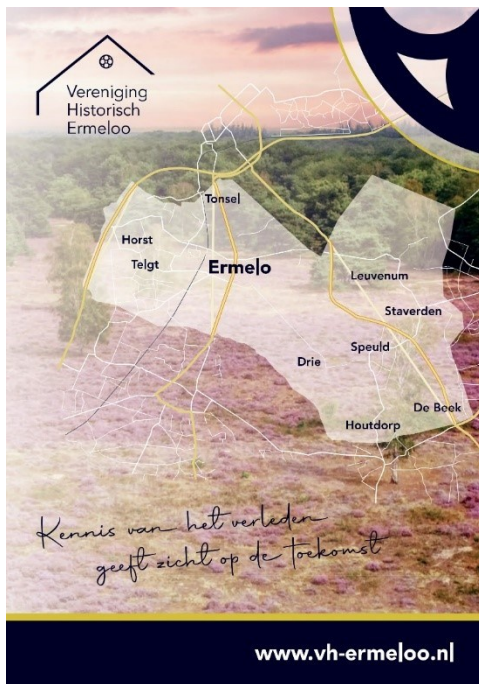 Vereniging
Historisch
Ermeloo
Tonsel
Horst
Telgt
Ermelo
Leuvenum
Staverden
Speuld
Drie
De Beek
Houtdorp
Kennis van het verleden
geeft zicht op de toekomst
www.vh-ermeloo.nl